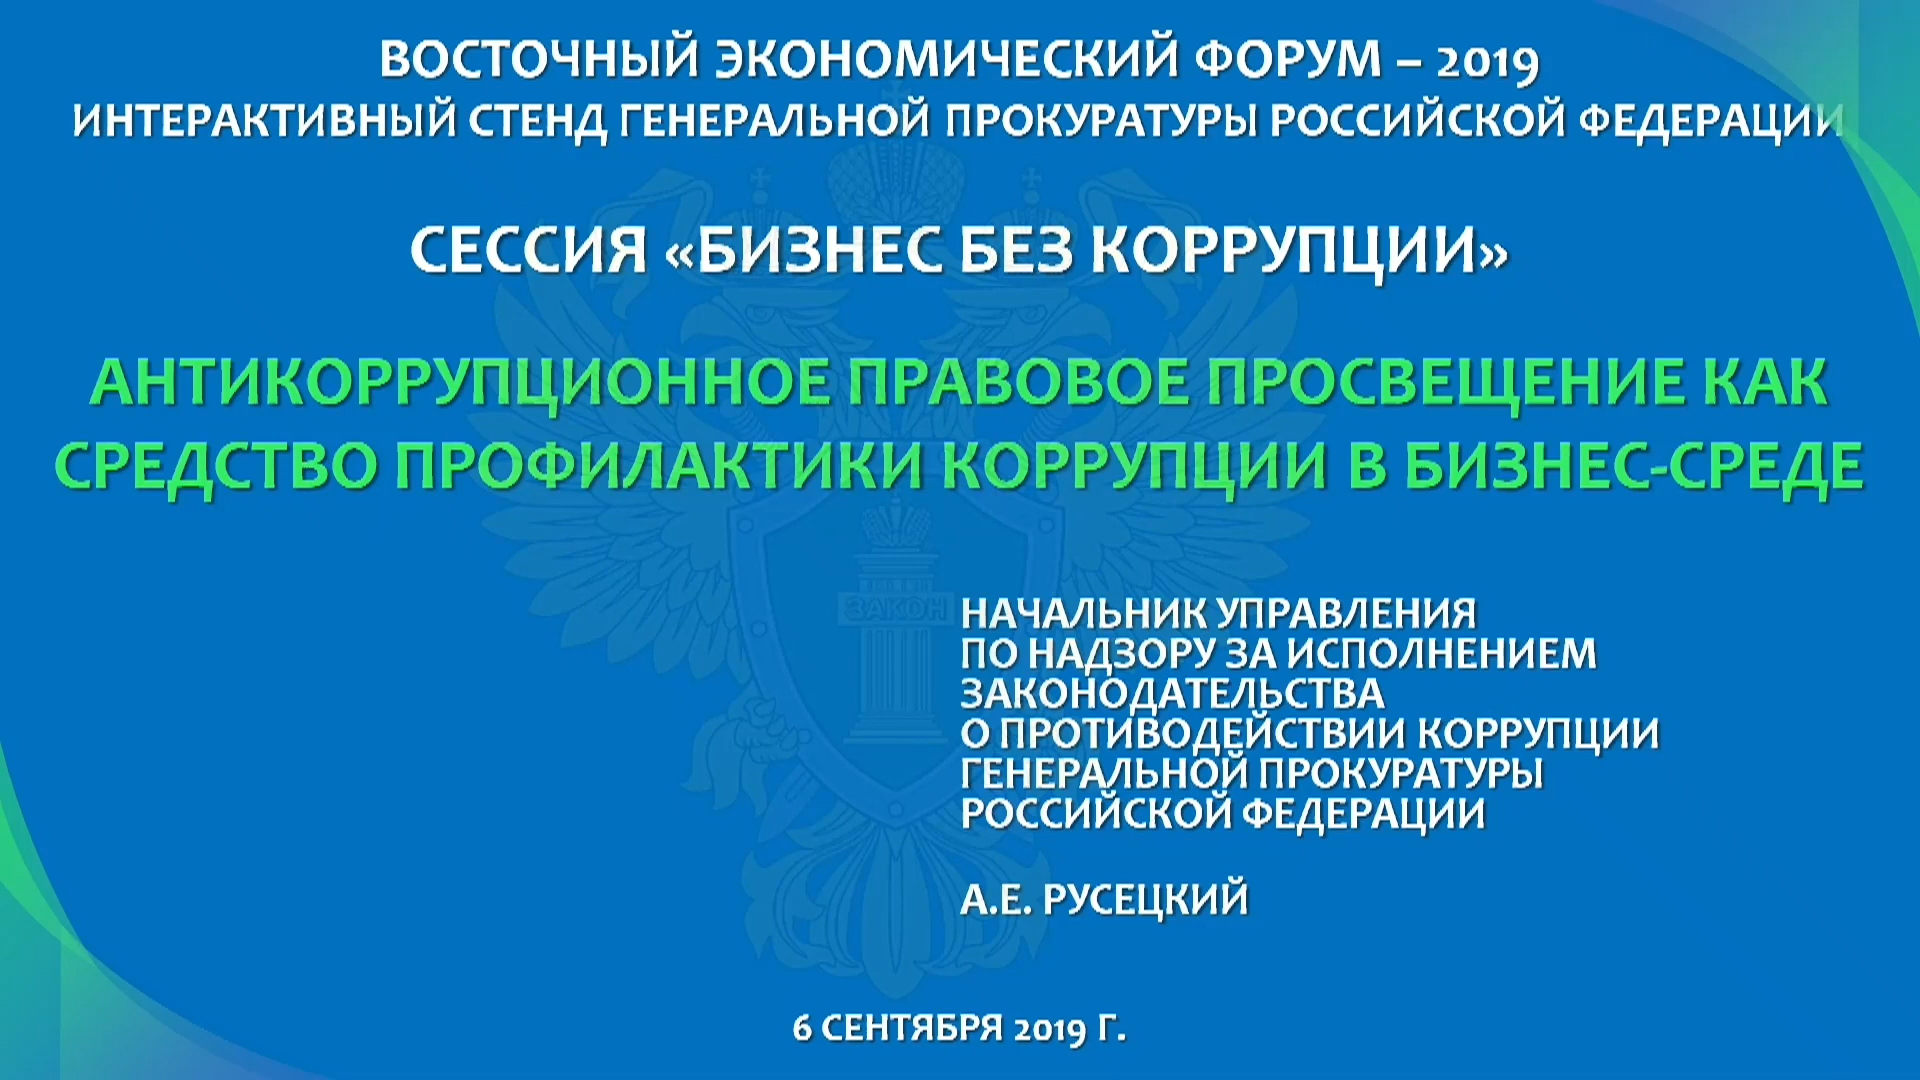 ВОСТОЧНЫЙ ЭКОНОМИЧЕСКИЙ ФОРУМ – 2019
ИНТЕРАКТИВНЫЙ СТЕНД ГЕНЕРАЛЬНОЙ ПРОКУРАТУРЫ РОССИЙСКОЙ ФЕДЕРАЦИИ
СЕССИЯ «БИЗНЕС БЕЗ КОРРУПЦИИ»
АНТИКОРРУПЦИОННОЕ ПРАВОВОЕ ПРОСВЕЩЕНИЕ КАК
СРЕДСТВО ПРОФИЛАКТИКИ КОРРУПЦИИ В БИЗНЕС-СРЕДЕ
ЗАКОН
НАЧАЛЬНИК УПРАВЛЕНИЯ
ПО НАДЗОРУ ЗА ИСПОЛНЕНИЕМ
ЗАКОНОДАТЕЛЬСТВА
О ПРОТИВОДЕЙСТВИИ КОРРУПЦИИ
ГЕНЕРАЛЬНОЙ ПРОКУРАТУРЫ
РОССИЙСКОЙ ФЕДЕРАЦИИ
А.Е. РУСЕЦКИЙ
6 СЕНТЯБРЯ 2019 Г.